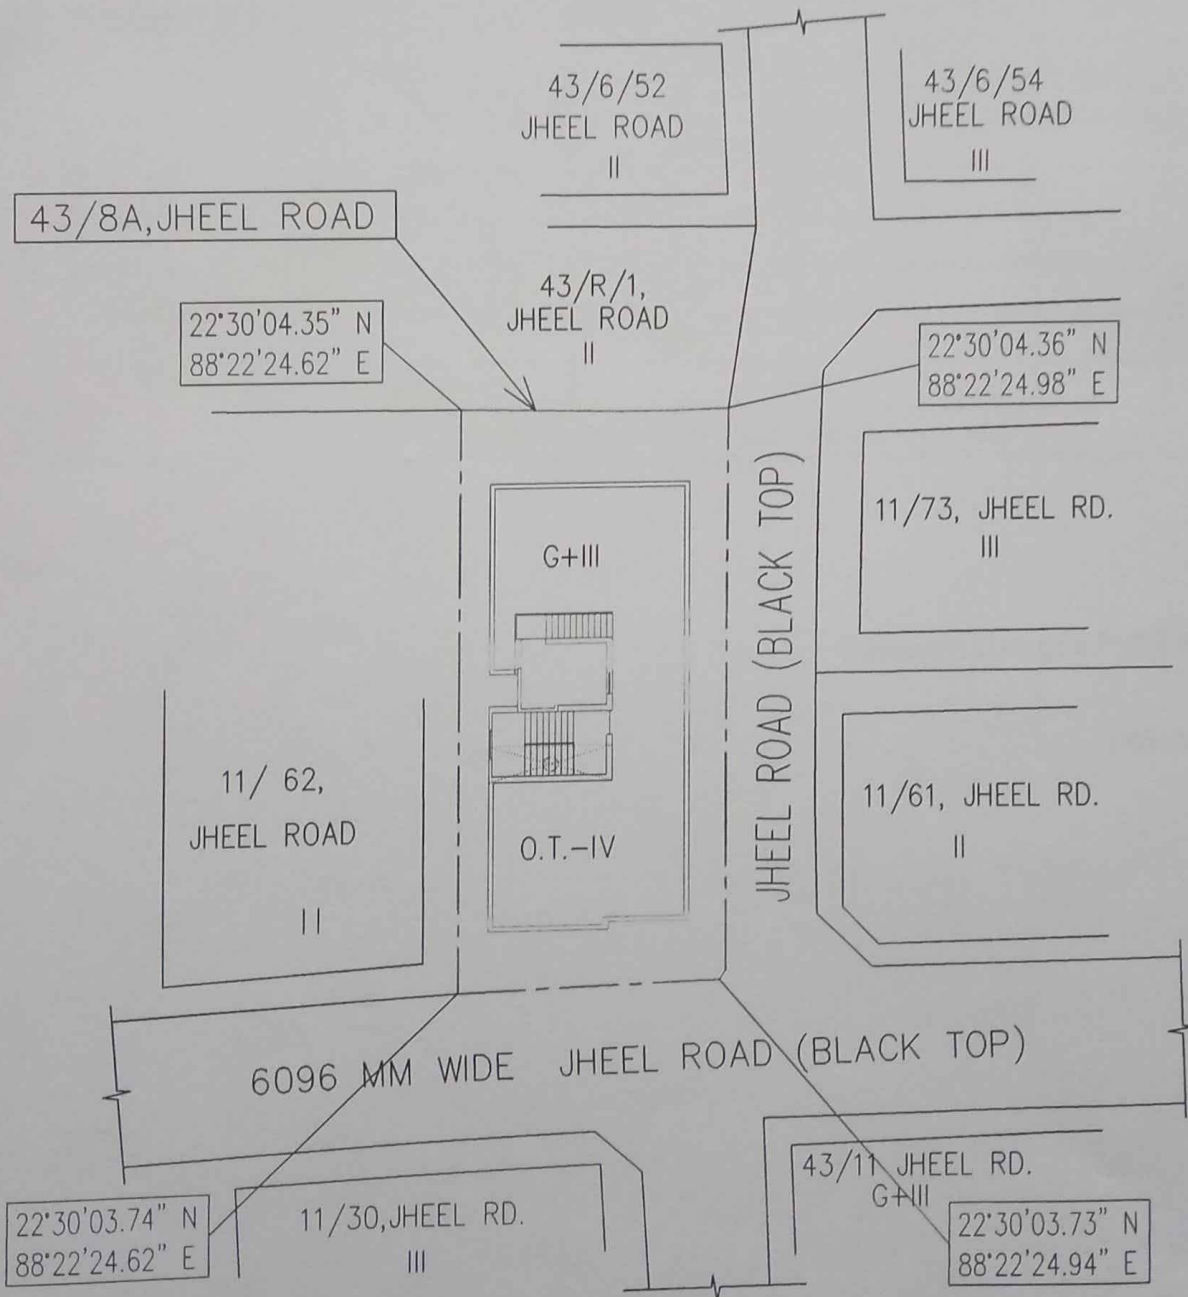 43/6/52
JHEEL ROAD
II
43/6/54
JHEEL ROAD
III
43/8A,JHEEL ROAD
43/R/1,
JHEEL ROAD
II
22°30'04.35" N
88°22'24.62" E
22°30'04.36" N
88°22'24.98" E
11/73, JHEEL RD.
III
G+III
JHEEL ROAD (BLACK TOP)
11/ 62,
JHEEL ROAD
II
11/61, JHEEL RD.
II
O.T.-IV
6096 MM WIDE JHEEL ROAD (BLACK TOP)
22°30'03.74" N
88°22'24.62" E
11/30,JHEEL RD.
III
43/11 JHEEL RD.
G+III
22°30'03.73" N
88°22'24.94" E